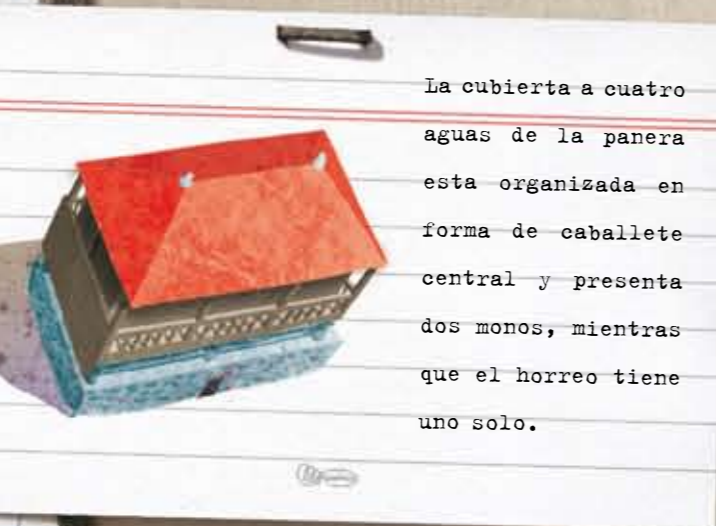 La cubierta a cuatro
aguas de la panera
esta organizada en
forma de caballete
central y presenta
dos monos, mientras
que el horreo tiene
uno solo.